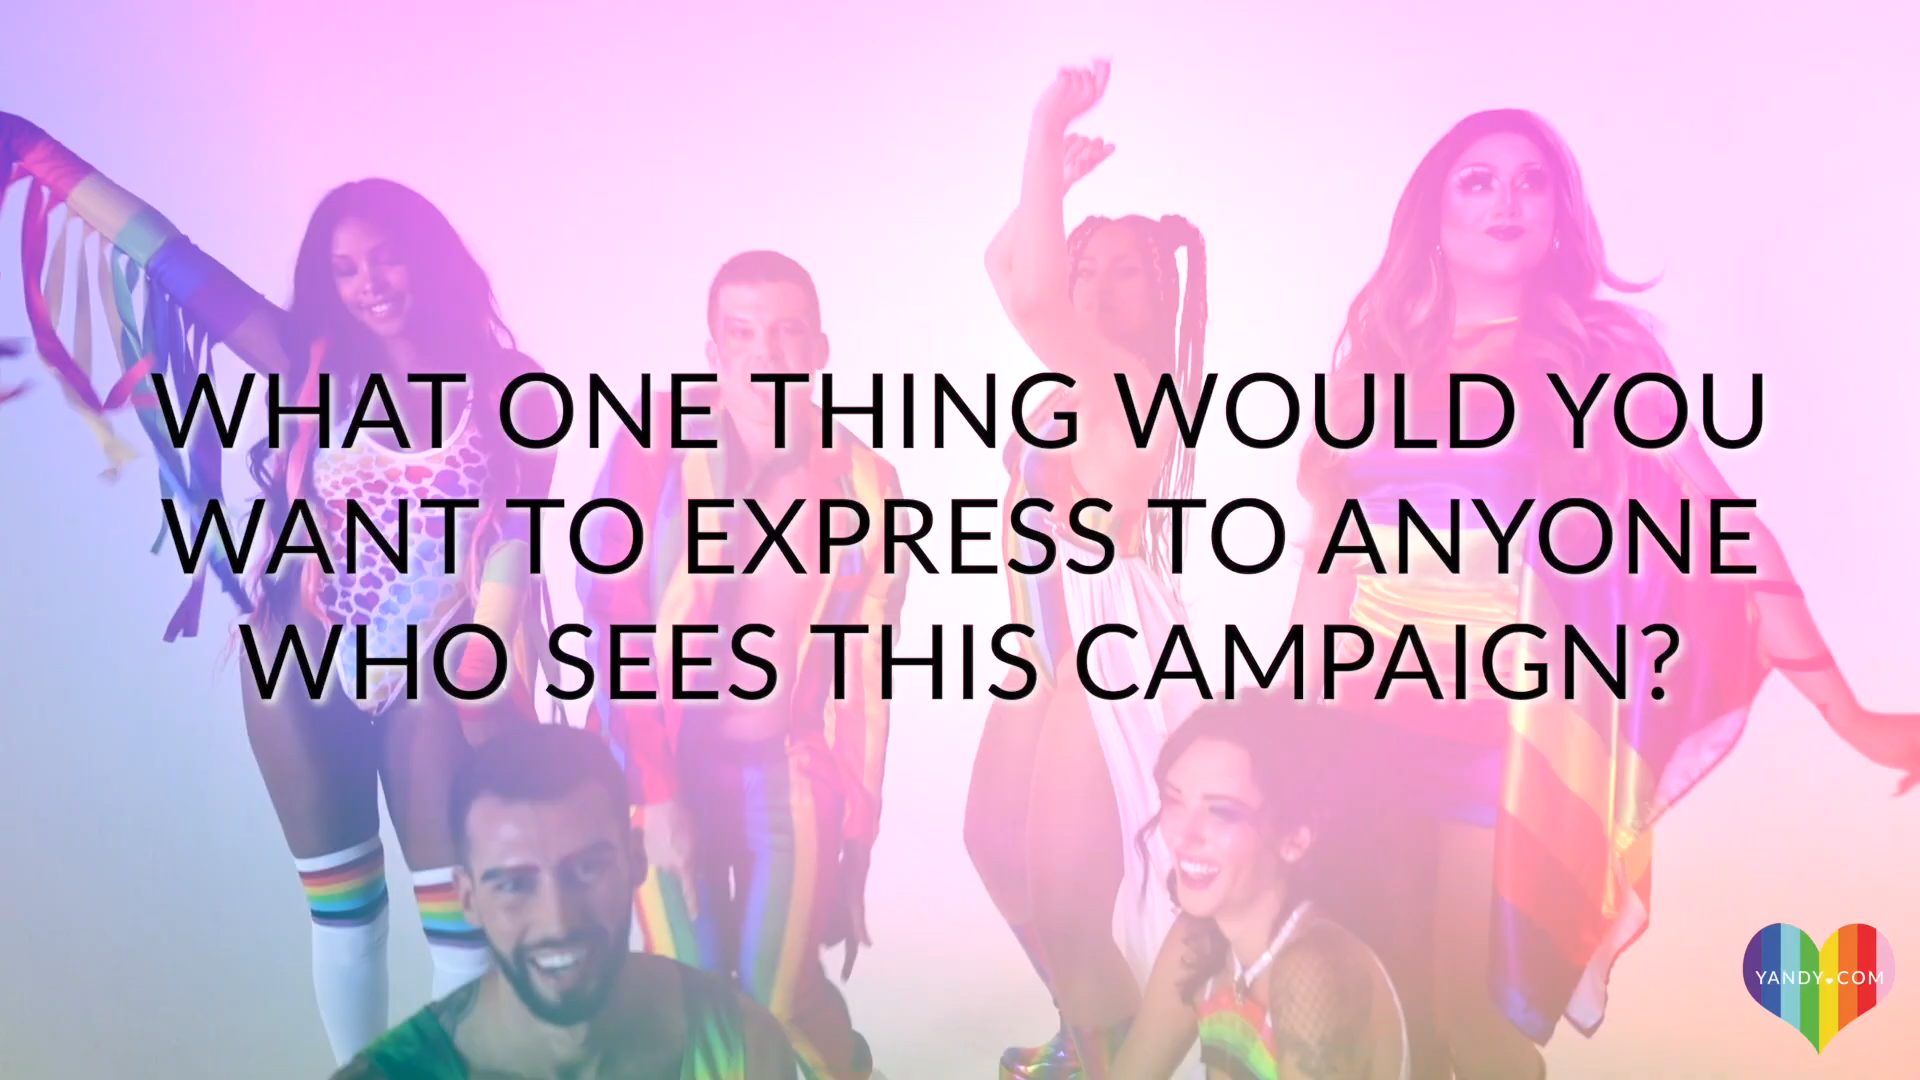 WHAT ONE THING WOULD YOU
WANT TO EXPRESS TO ANYONE
WHO SEES THIS CAMPAIGN?
YANDY.COM